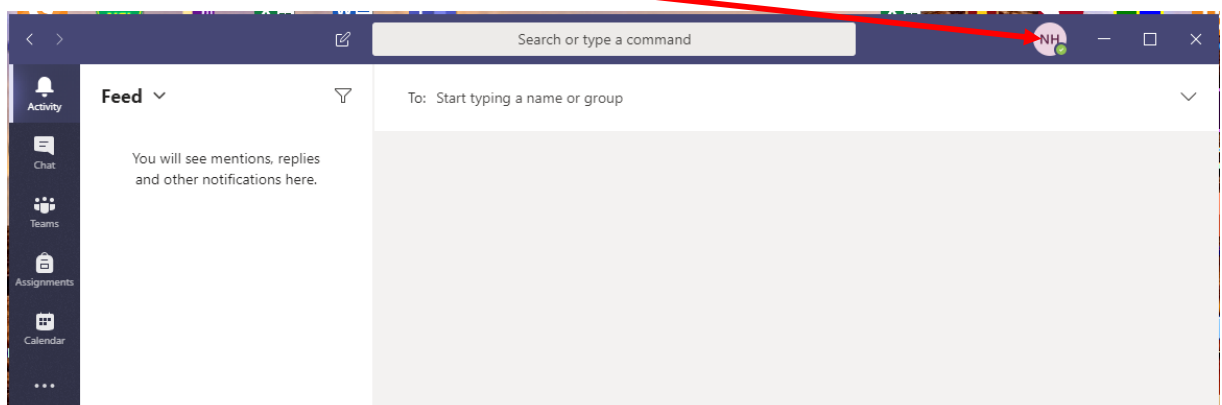 Search or type a command
NH
Activity
Feed
To: Start typing a name or group
You will see mentions, replies
and other notifications here.
Chat
Teams
Assignments
Calendar